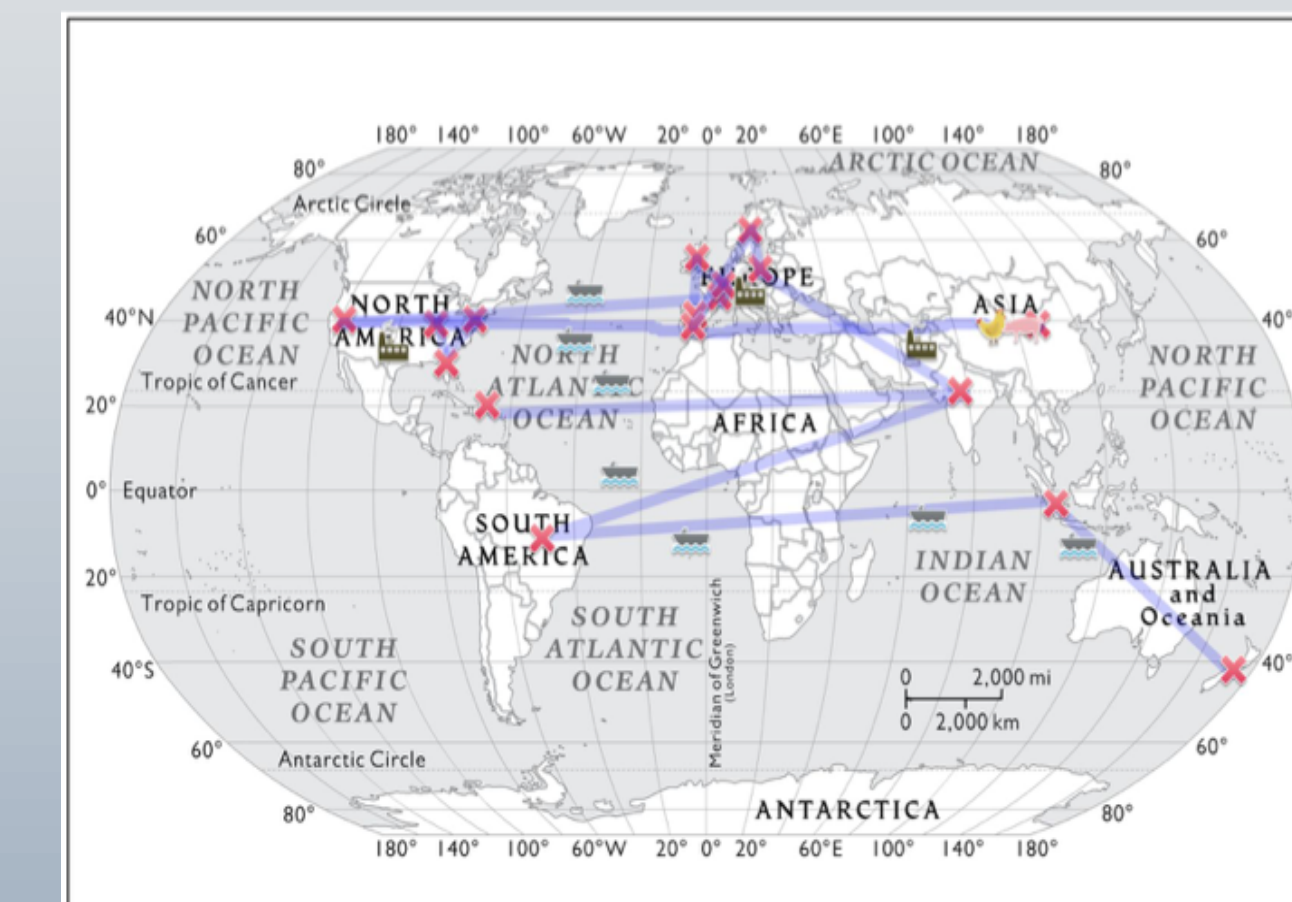 180° 140° 100° 60°W 20° 0° 20° 60°E 100° 140° 180°
ARCTIC OCEAN
80° 80°
Arctic Circle
60° 60°
EUROPE
NORTH
PACIFIC
OCEAN
NORTH
AMERICA
ASIA
40°N 40°
NORTH
ATLANTIC
OCEAN
NORTH
PACIFIC
OCEAN
Tropic of Cancer
20°
AFRICA
0° Equator
SOUTH
AMERICA
INDIAN
OCEAN
AUSTRALIA
and
Oceania
20°
Tropic of Capricorn
SOUTH
ATLANTIC
OCEAN
Meridian of Greenwich
(London)
SOUTH
PACIFIC
OCEAN
40°S 40°
0 2,000 mi
0 2,000 km
60° 60°
Antarctic Circle
80° 80°
ANTARCTICA
180° 140° 100° 60°W 20° 0° 20° 60°E 100° 140° 180°